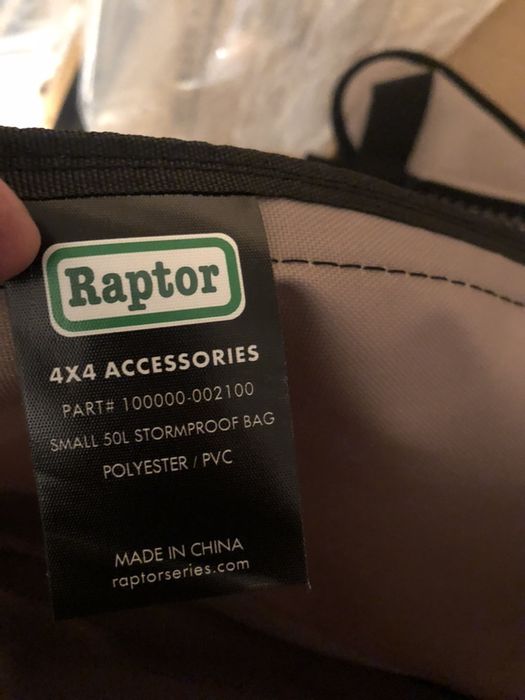 Raptor
4X4 ACCESSORIES
PART# 100000-002100
SMALL 50L STORMPROOF BAG
POLYESTER / PVC
MADE IN CHINA
raptorseries.com